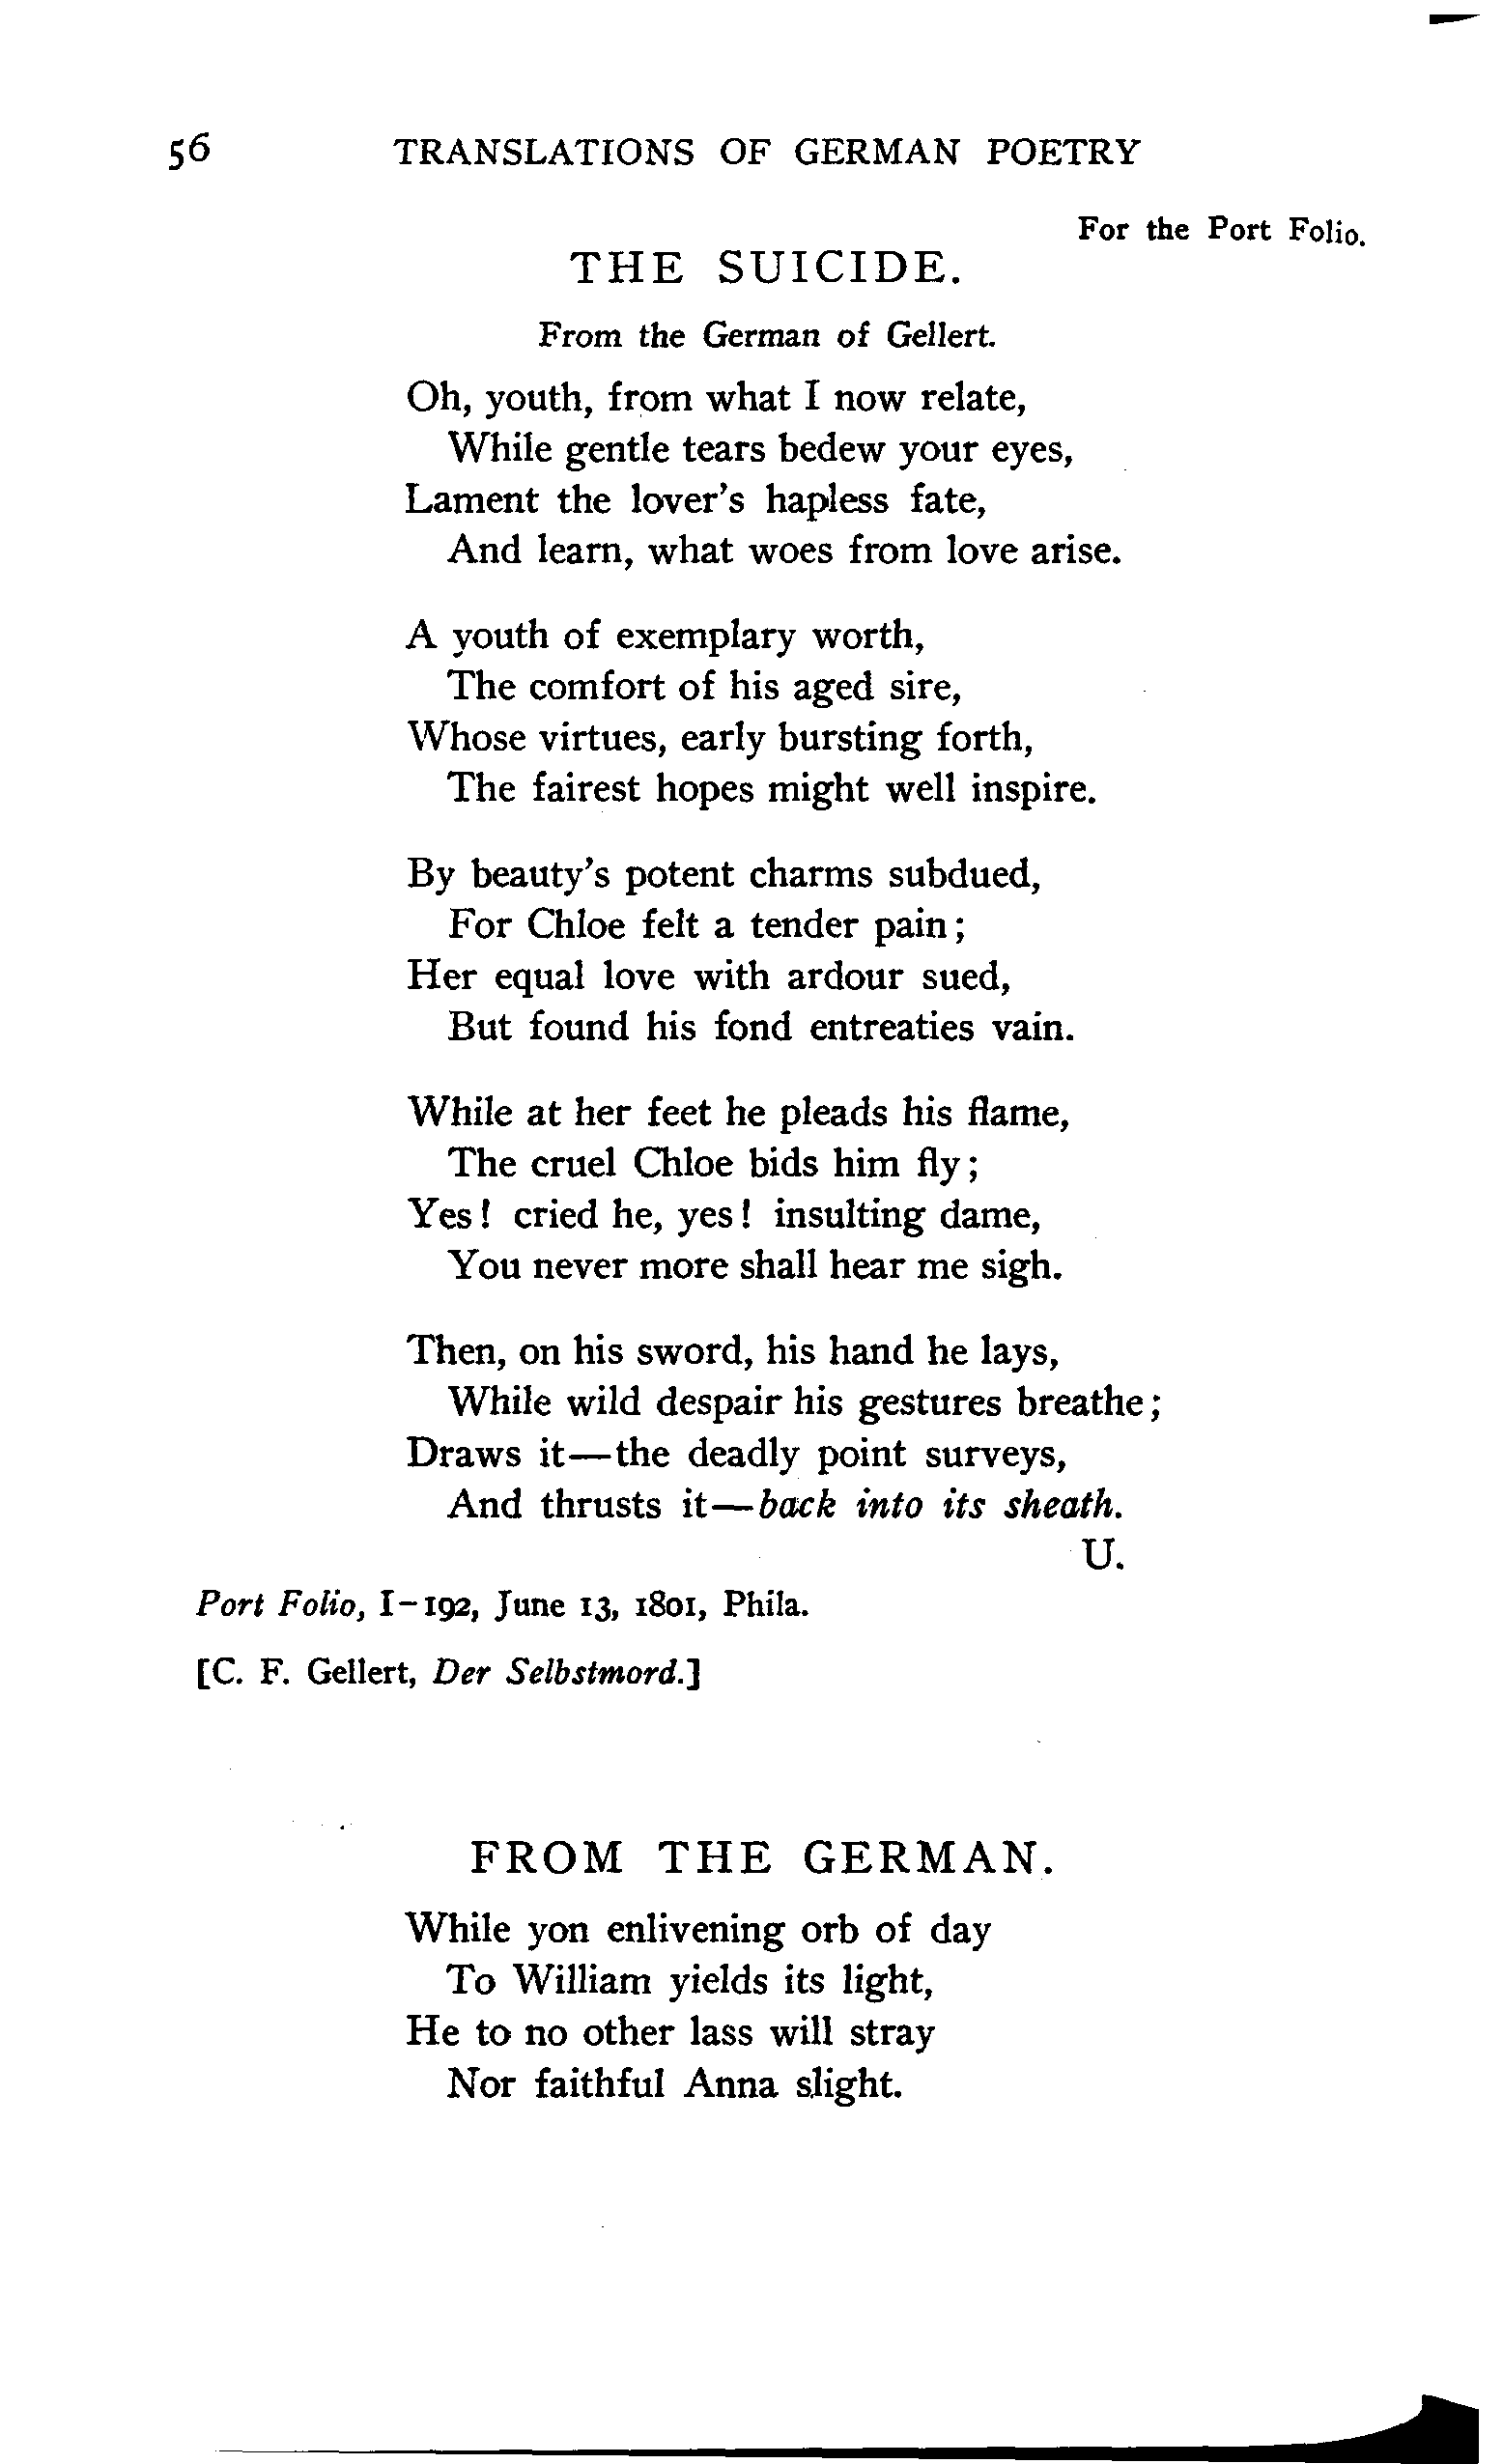 56 TRANSLATIONS OF GERMAN POETRY
For the Port Folio.
THE SUICIDE.
From the German of Gellert.
Oh, youth, from what I now relate,
While gentle tears bedew your eyes,
Lament the lover's hapless fate,
And learn, what woes from love arise.
A youth of exemplary worth,
The comfort of his aged sire,
Whose virtues, early bursting forth,
The fairest hopes might well inspire.
By beauty's potent charms subdued,
For Chloe felt a tender pain;
Her equal love with ardour sued,
But found his fond entreaties vain.
While at her feet he pleads his flame,
The cruel Chloe bids him fly;
Yes! cried he, yes! insulting dame,
You never more shall hear me sigh.
Then, on his sword, his hand he lays,
While wild despair his gestures breathe;
Draws it—the deadly point surveys,
And thrusts it—back into its sheath.
U.
Port Folio, I-192, June 13, 1801, Phila.
[C. F. Gellert, Der Selbstmord.]
FROM THE GERMAN.
While yon enlivening orb of day
To William yields its light,
He to no other lass will stray
Nor faithful Anna slight.